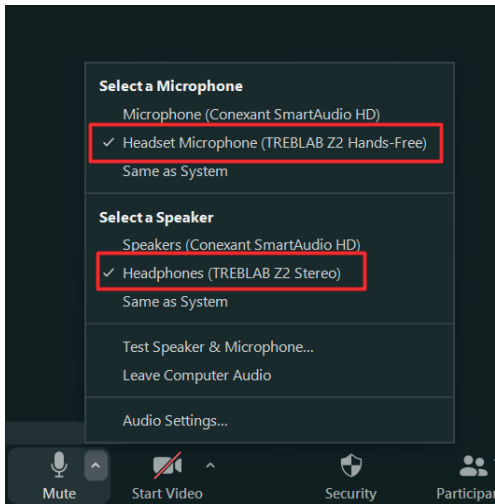 Select a Microphone
Microphone (Conexant SmartAudio HD)
✓ Headset Microphone (TREBLAB Z2 Hands-Free)
Same as System
Select a Speaker
Speakers (Conexant SmartAudio HD)
✓ Headphones (TREBLAB Z2 Stereo)
Same as System
Test Speaker & Microphone...
Leave Computer Audio
Audio Settings...
Mute Start Video Security Participan